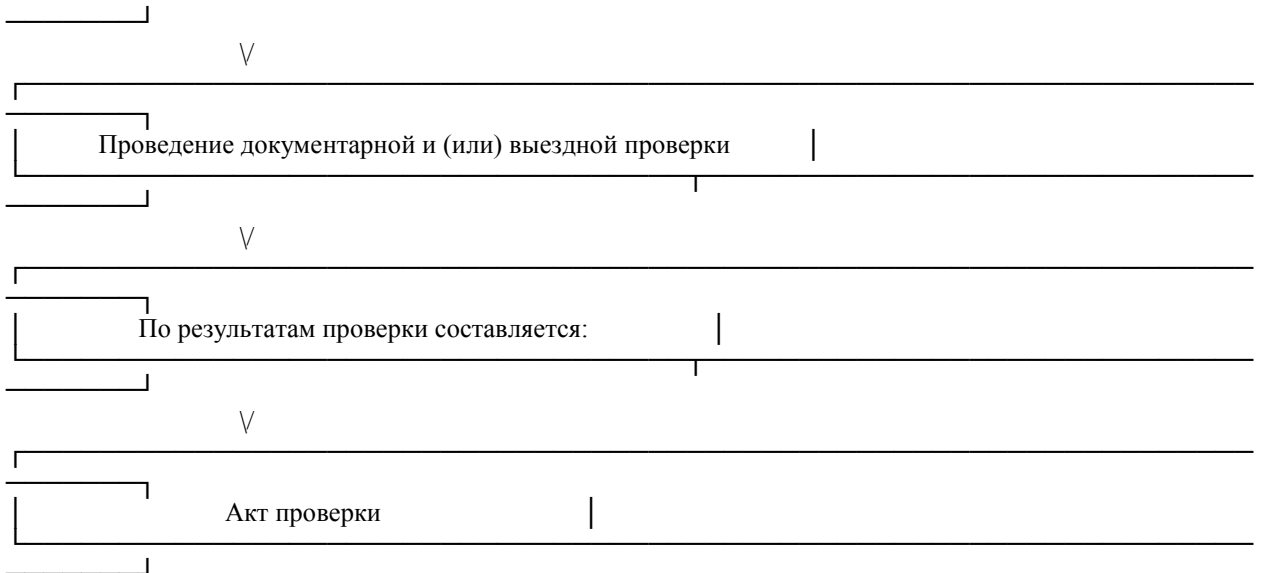 \/
Проведение документарной и (или) выездной проверки
\/
По результатам проверки составляется:
\/
Акт проверки